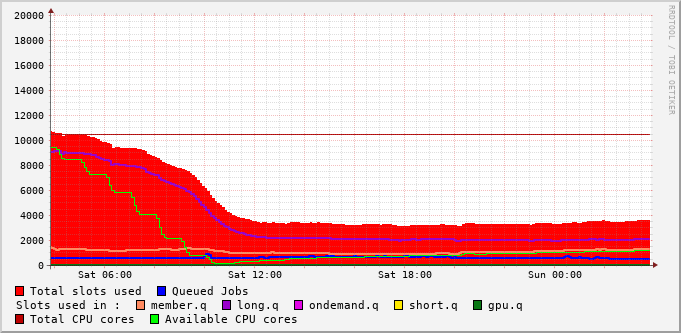 RRDTOOL / TOBI OETIKER
20000
18000
16000
14000
12000
10000
8000
6000
4000
2000
0
Sat 06:00 Sat 12:00 Sat 18:00 Sun 00:00
Total slots used Queued Jobs
Slots used in : member.q long.q ondemand.q short.q gpu.q
Total CPU cores Available CPU cores